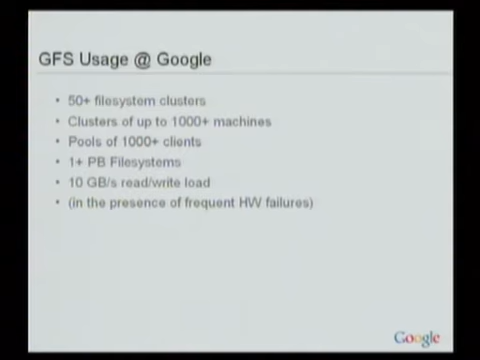 GFS Usage @ Google
• 50+ filesystem clusters
• Clusters of up to 1000+ machines
• Pools of 1000+ clients
• 1+ PB Filesystems
• 10 GB/s read/write load
• (in the presence of frequent HW failures)
Google